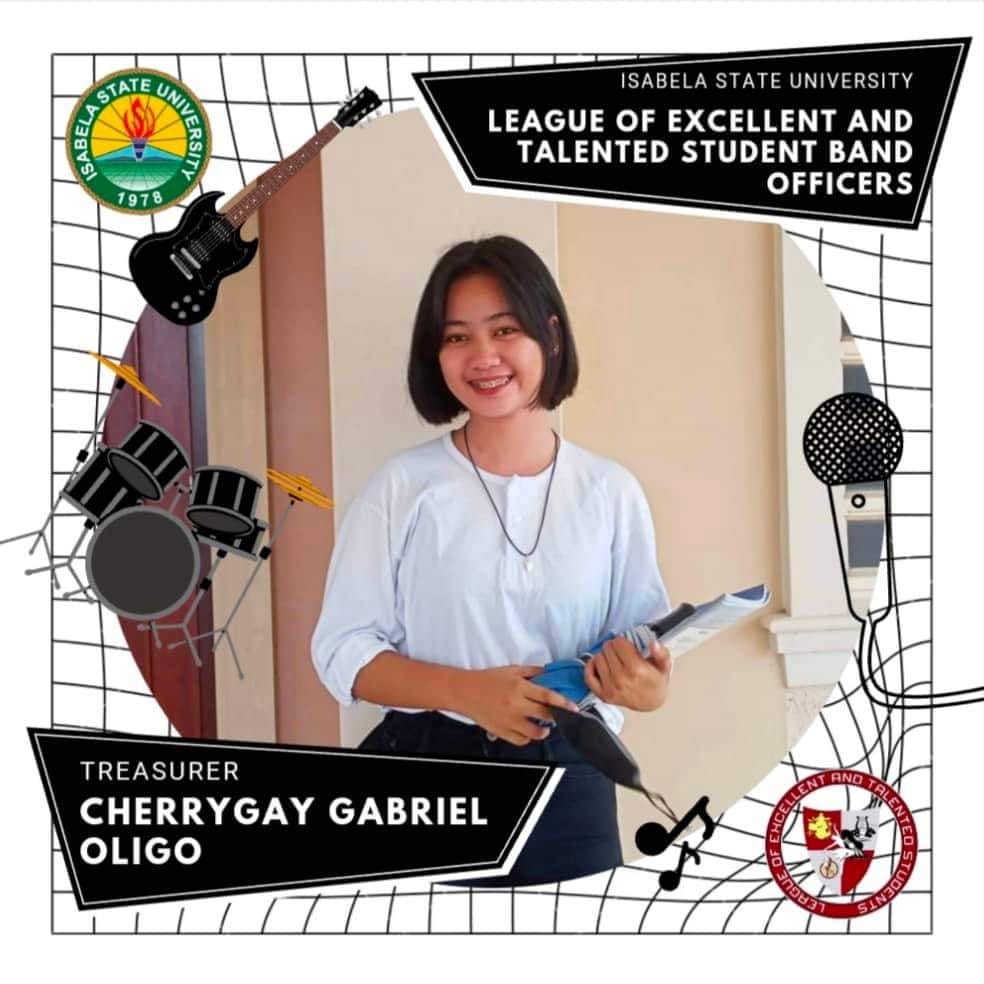 ISABELA STATE UNIVERSITY
1978
ISABELA STATE UNIVERSITY
LEAGUE OF EXCELLENT AND
TALENTED STUDENT BAND
OFFICERS
TREASURER
CHERRYGAY GABRIEL
OLIGO
LEAGUE OF EXCELLENT AND TALENTED STUDENTS